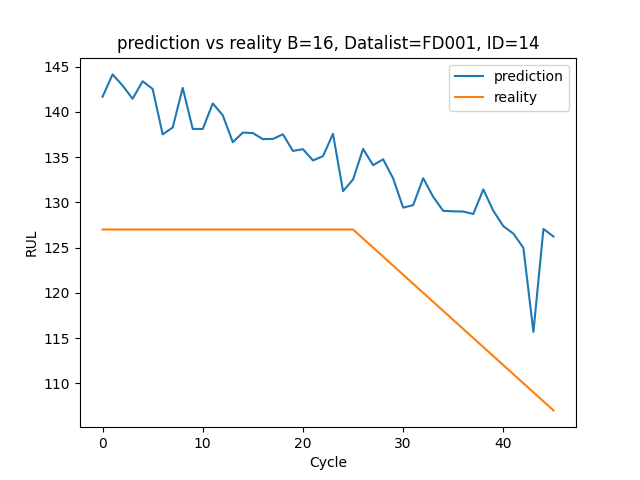 prediction vs reality B=16, Datalist=FD001, ID=14
prediction
reality
145
140
135
130
125
120
115
110
RUL
0
10
20
30
40
Cycle